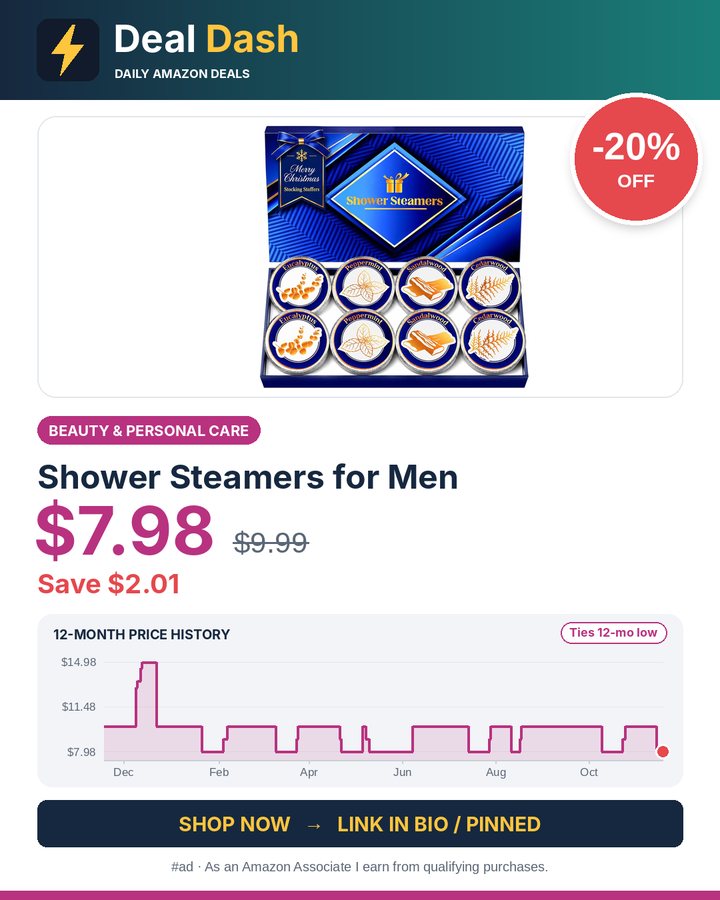 Deal Dash
DAILY AMAZON DEALS
-20%
OFF
Merry
Christmas
Stocking Stuffers
Shower Steamers
Eucalyptus Peppermint Sandalwood Cedarwood
Eucalyptus Peppermint Sandalwood Cedarwood
BEAUTY & PERSONAL CARE
Shower Steamers for Men
$7.98 $9.99
Save $2.01
12-MONTH PRICE HISTORY
Ties 12-mo low
$14.98
$11.48
$7.98
Dec Feb Apr Jun Aug Oct
SHOP NOW → LINK IN BIO / PINNED
#ad · As an Amazon Associate I earn from qualifying purchases.